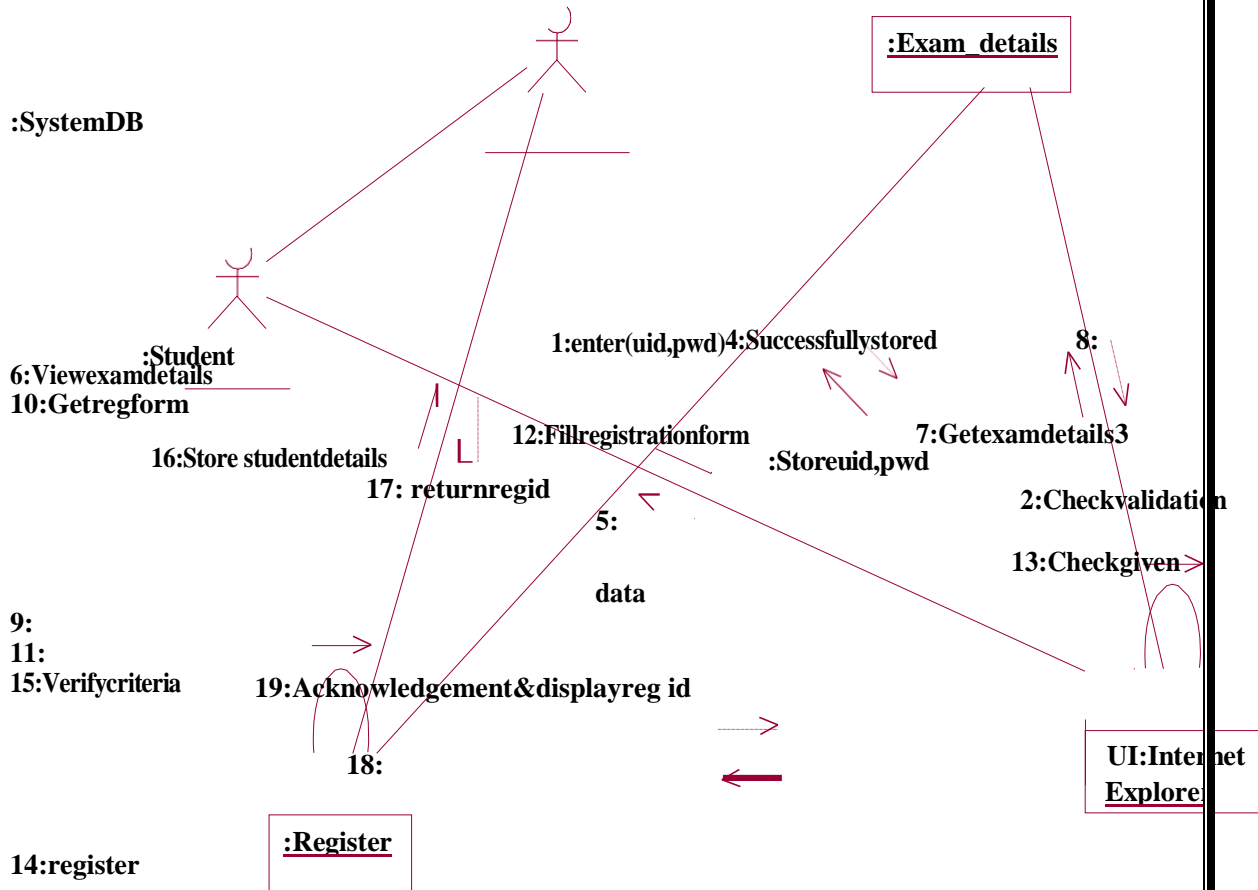 :Exam_details
:SystemDB
1:enter(uid,pwd)
4:Successfullystored
8:
:Student
6:Viewexamdetails
10:Getregform
12:Fillregistrationform
7:Getexamdetails3
16:Store studentdetails
:Storeuid,pwd
17: returnregid
2:Checkvalidation
5:
13:Checkgiven
data
9:
11:
15:Verifycriteria
19:Acknowledgement&displayreg id
18:
UI:Internet
Explorer
:Register
14:register